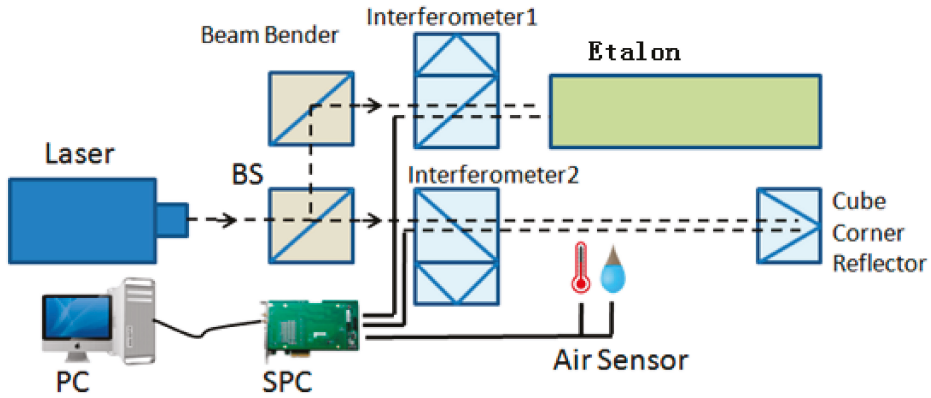 Interferometer1
Beam Bender
Etalon
Laser
BS
Interferometer2
Cube
Corner
Reflector
Air Sensor
PC
SPC